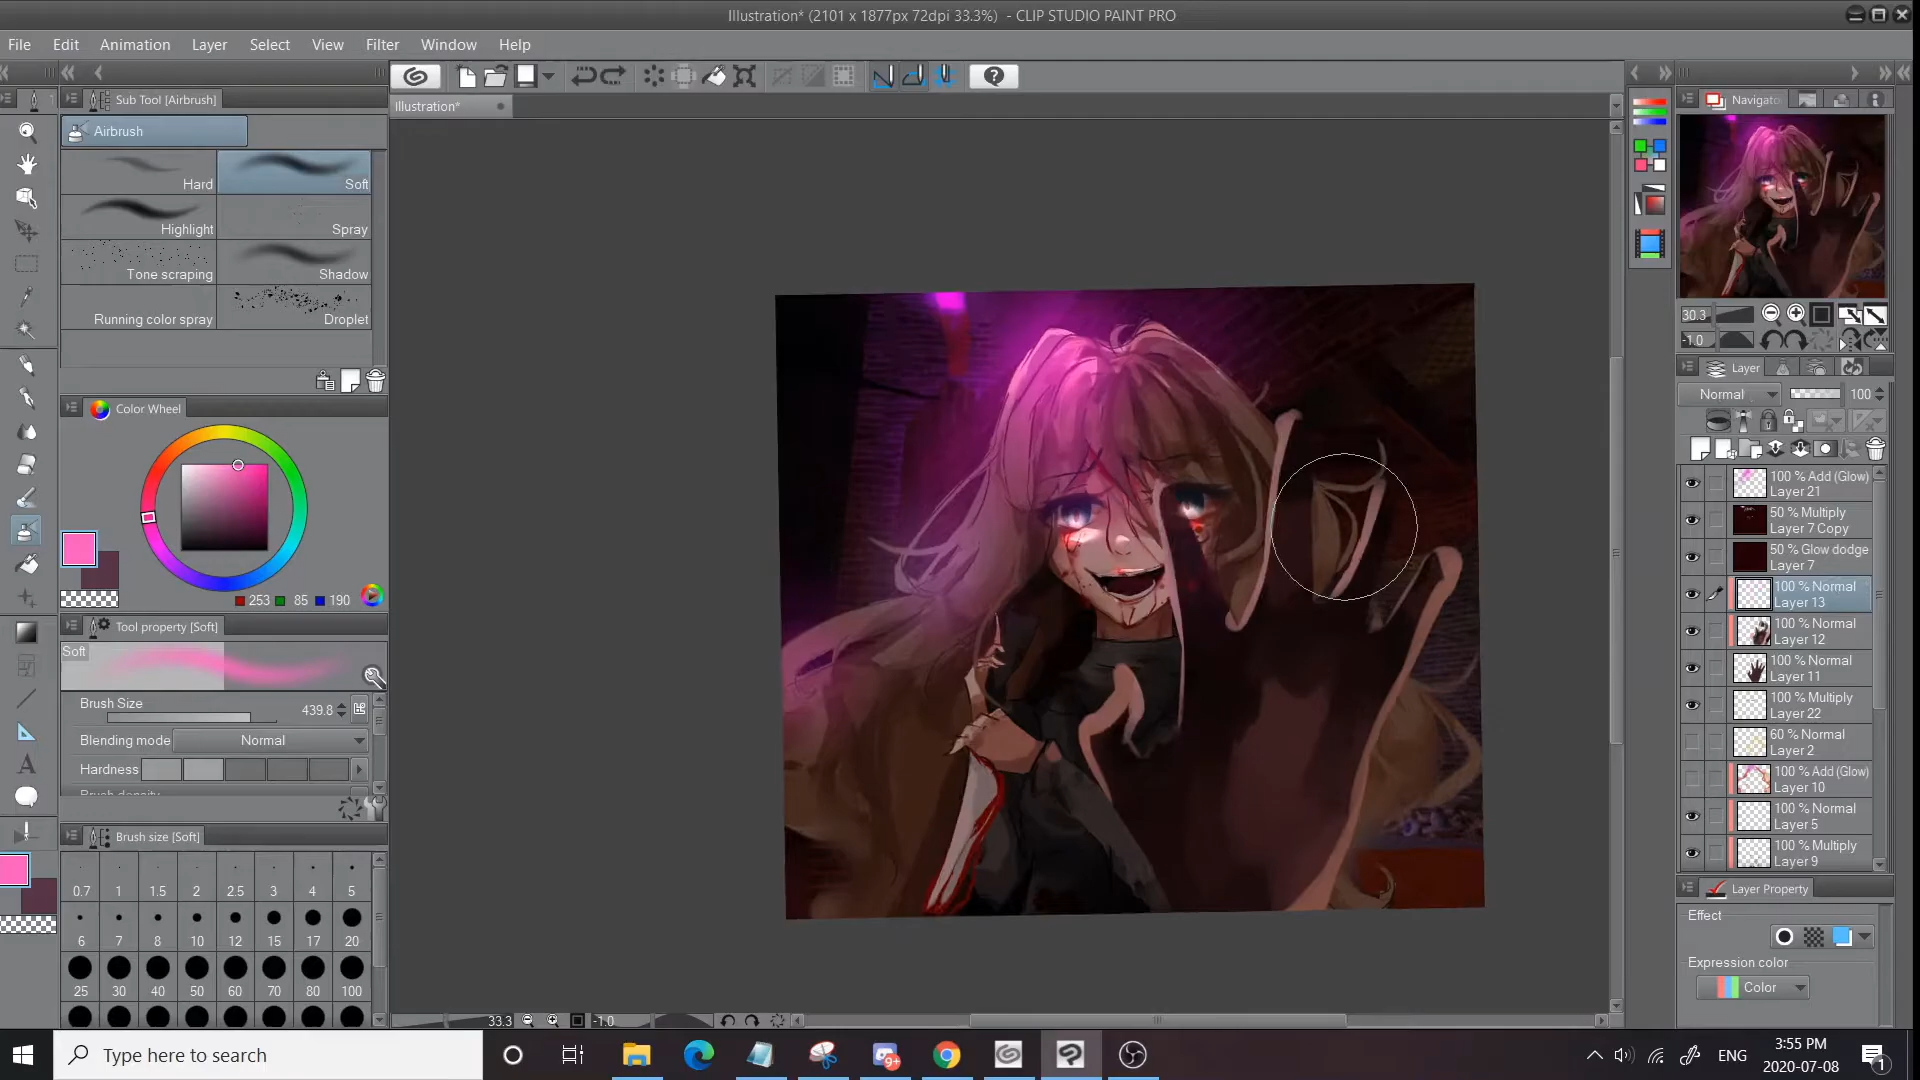 Illustration* (2101 x 1877px 72dpi 33.3%) - CLIP STUDIO PAINT PRO
File Edit Animation Layer Select View Filter Window Help
Sub Tool [Airbrush]
Illustration*
Navigator
Airbrush
Hard Soft
Highlight Spray
Tone scraping Shadow
Running color spray Droplet
30.3
-1.0
Layer
Normal 100
Color Wheel
253 85 190
100 % Add (Glow)
Layer 21
50 % Multiply
Layer 7 Copy
50 % Glow dodge
Layer 7
100 % Normal
Layer 13
100 % Normal
Layer 12
100 % Normal
Layer 11
100 % Multiply
Layer 22
60 % Normal
Layer 2
100 % Add (Glow)
Layer 10
100 % Normal
Layer 5
100 % Multiply
Layer 9
Tool property [Soft]
Soft
Brush Size 439.8
Blending mode Normal
Hardness
Brush density
Brush size [Soft]
0.7 1 1.5 2 2.5 3 4 5
6 7 8 10 12 15 17 20
25 30 40 50 60 70 80 100
Layer Property
Effect
Expression color
Color
33.3 -1.0
Type here to search
9+
ENG
3:55 PM
2020-07-08
1